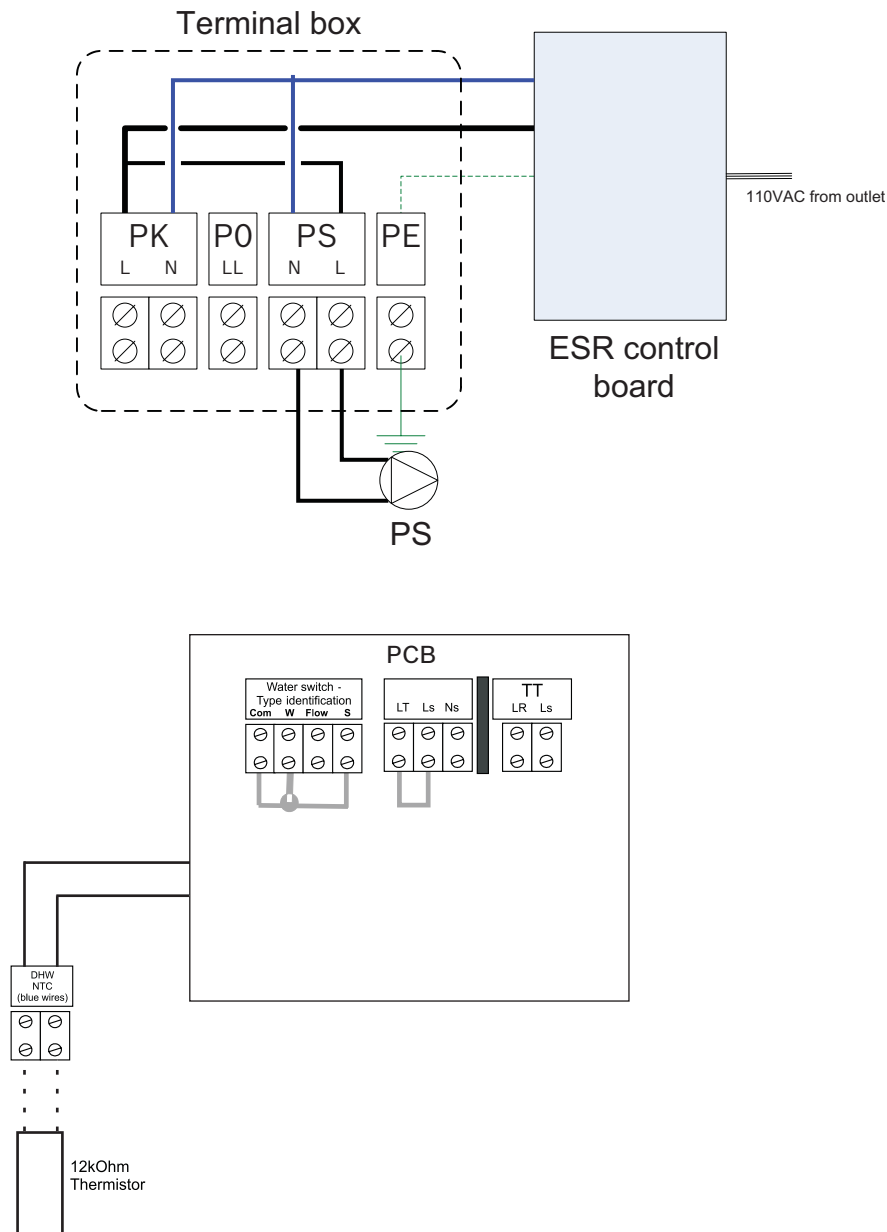 Terminal box
110VAC from outlet
PK P0 PS PE
L N LL N L
ESR control
board
PS
PCB
Water switch -
Type identification
Com W Flow S
LT Ls Ns
TT
LR Ls
DHW
NTC
(blue wires)
12kOhm
Thermistor